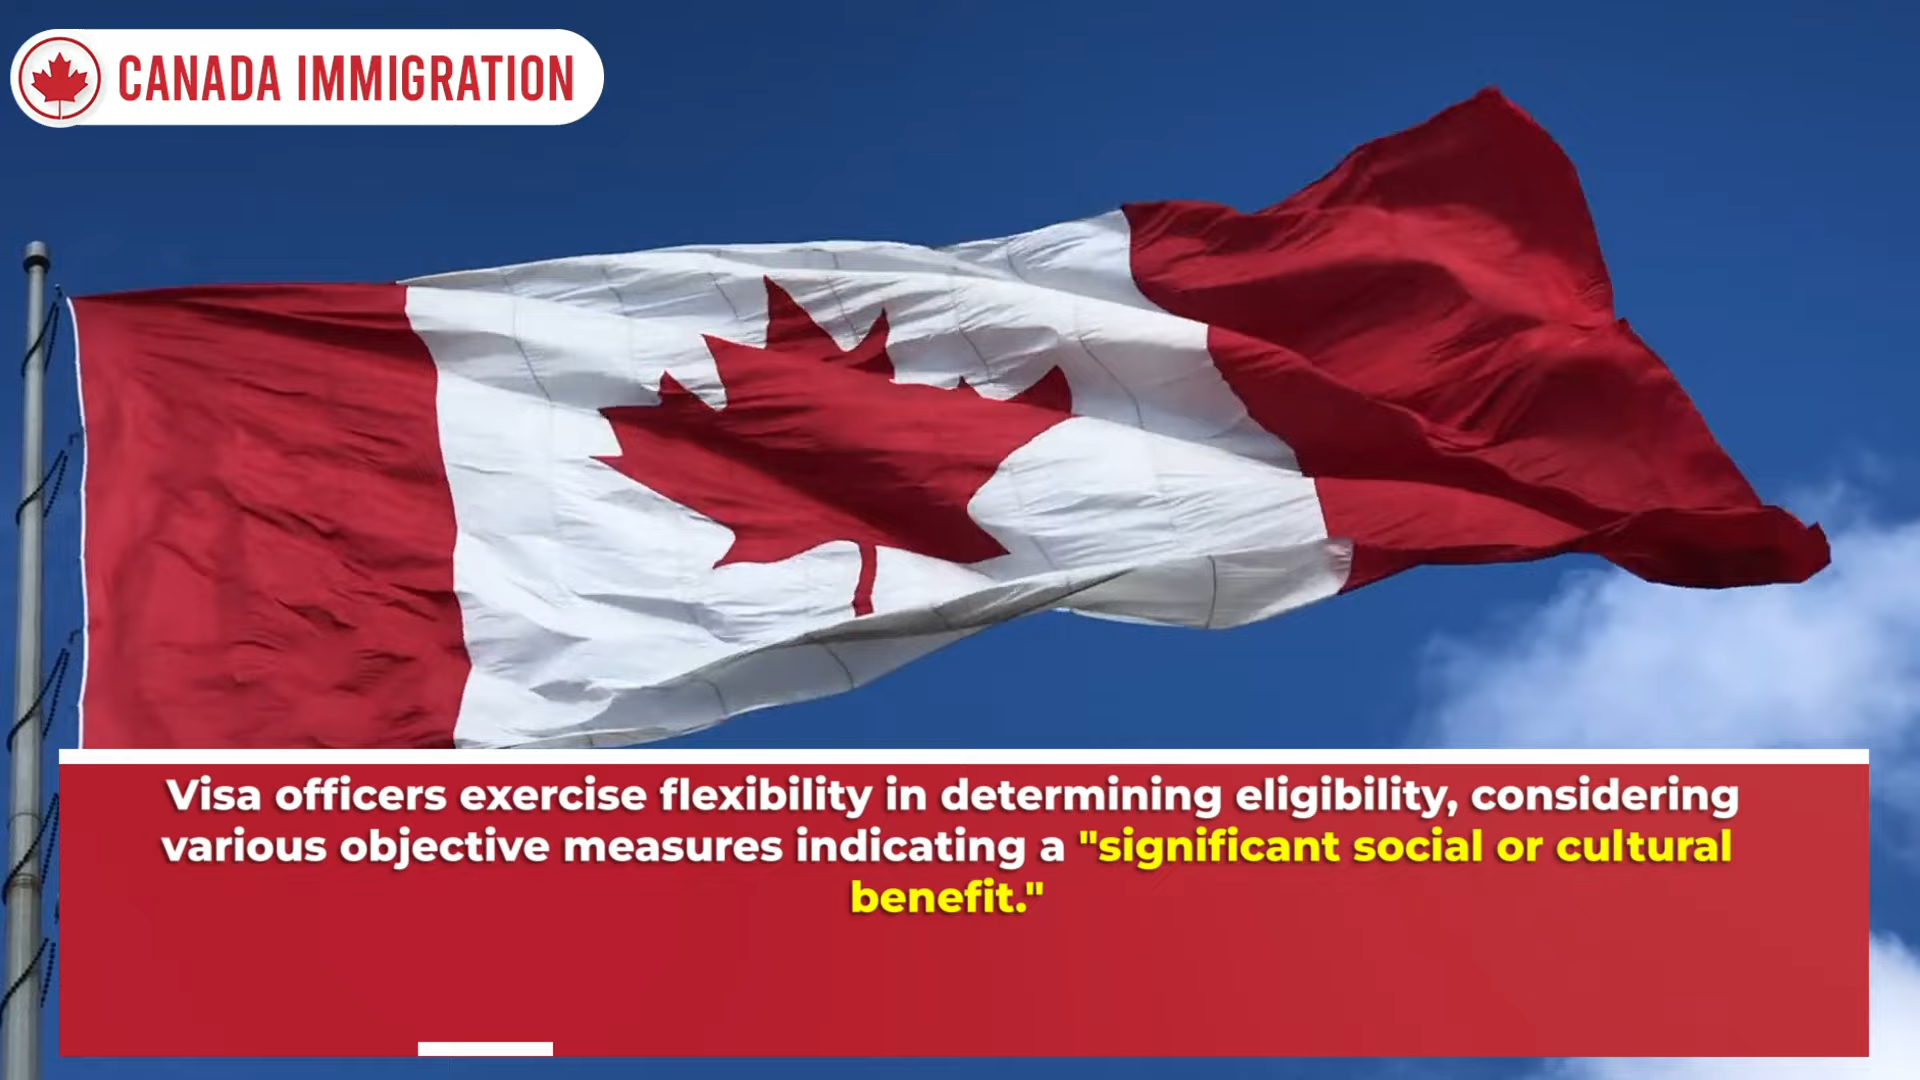 CANADA IMMIGRATION
Visa officers exercise flexibility in determining eligibility, considering
various objective measures indicating a "significant social or cultural
benefit."